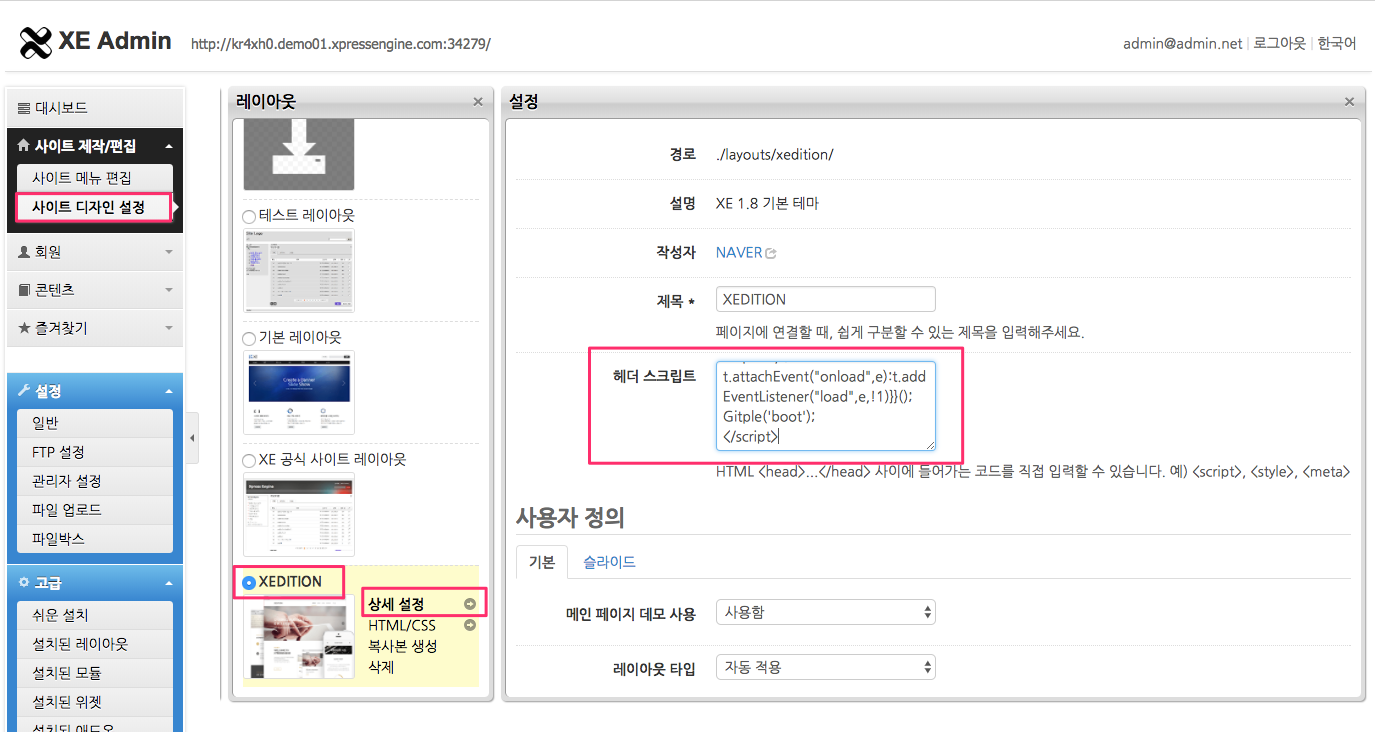 XE Admin
http://kr4xh0.demo01.xpressengine.com:34279/
admin@admin.net | 로그아웃 | 한국어
대시보드
사이트 제작/편집
사이트 메뉴 편집
사이트 디자인 설정
회원
콘텐츠
즐겨찾기
설정
일반
FTP 설정
관리자 설정
파일 업로드
파일박스
고급
쉬운 설치
설치된 레이아웃
설치된 모듈
설치된 위젯
설치된 애드온
레이아웃
테스트 레이아웃
기본 레이아웃
XE 공식 사이트 레이아웃
XEDITION
상세 설정
HTML/CSS
복사본 생성
삭제
설정
경로 ./layouts/xedition/
설명 XE 1.8 기본 테마
작성자 NAVER
제목 * XEDITION
페이지에 연결할 때, 쉽게 구분할 수 있는 제목을 입력해주세요.
헤더 스크립트
t.attachEvent("onload",e):t.add
EventListener("load",e,!1)}}();
Gitple('boot');
</script>
HTML <head>...</head> 사이에 들어가는 코드를 직접 입력할 수 있습니다. 예) <script>, <style>, <meta>
사용자 정의
기본 슬라이드
메인 페이지 데모 사용 사용함
레이아웃 타입 자동 적용